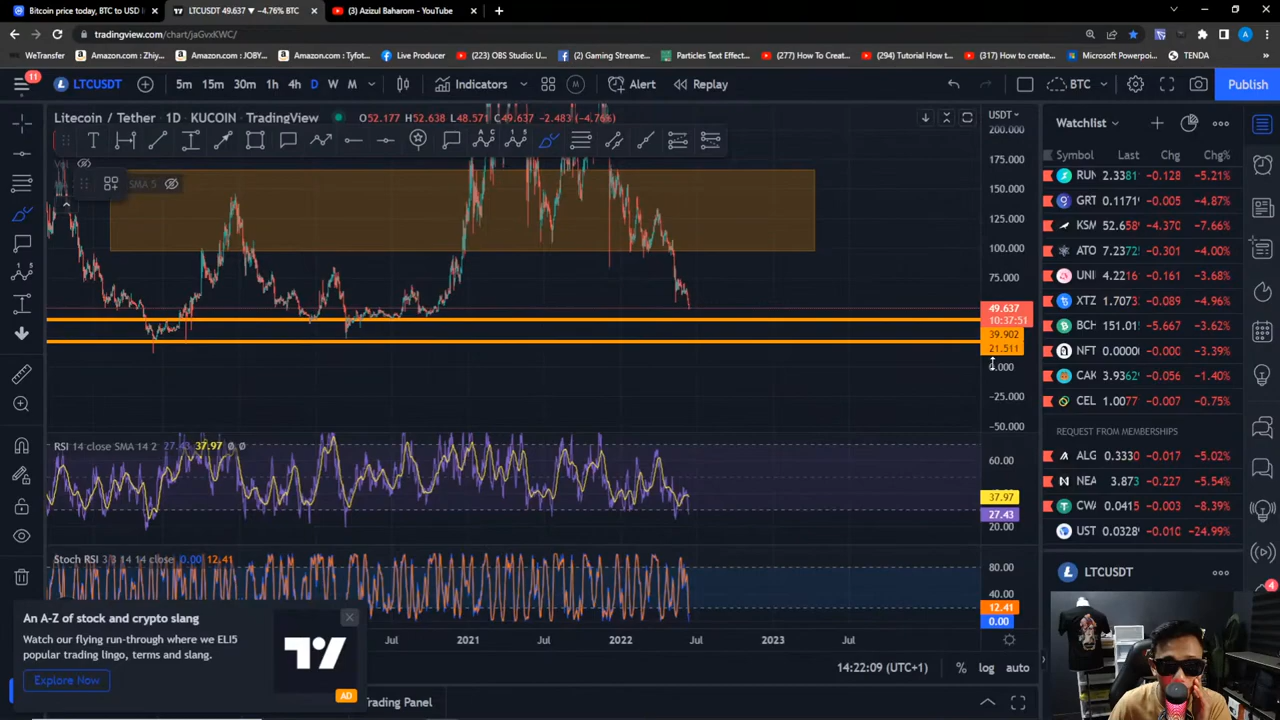 Bitcoin price today, BTC to USD l
LTCUSDT 49.637 ▼ −4.76% BTC
(3) Azizul Baharom - YouTube
tradingview.com/chart/jaGvxKWC/
WeTransfer
Amazon.com : Zhiy...
Amazon.com: JOBY...
Amazon.com : Tyfot...
Live Producer
(223) OBS Studio: U...
(2) Gaming Streame...
Particles Text Effect...
(277) To Create...
(294) Tutorial How t...
(317) How to create...
Microsoft Powerpoi...
TENDA
11
LTCUSDT
5m 15m 30m 1h 4h D W M
Indicators
Alert
Replay
BTC
Publish
Litecoin / Tether 1D KUCOIN TradingView
O52.177 H52.638 L48.571 C49.637 −2.483 (−4.76%)
USDT
SMA 5
200.000
175.000
150.000
125.000
100.000
75.000
49.637
10:37:51
39.902
21.511
0.000
−25.000
−50.000
RSI 14 close SMA 14 2 27.43 37.97 Ø Ø
60.00
37.97
27.43
20.00
Stoch RSI 3 3 14 14 close 0.00 12.41
80.00
40.00
12.41
0.00
Jul 2021 Jul 2022 Jul 2023 Jul
14:22:09 (UTC+1)
% log auto
Trading Panel
An A-Z of stock and crypto slang
Watch our flying run-through where we ELI5
popular trading lingo, terms and slang.
Explore Now
AD
Watchlist
Symbol Last Chg Chg%
RUN 2.3381 −0.128 −5.21%
GRT 0.1171 −0.005 −4.87%
KSM 52.658 −4.370 −7.66%
ATO 7.2372 −0.301 −4.00%
UNI 4.2216 −0.161 −3.68%
XTZ 1.7073 −0.089 −4.96%
BCH 151.01 −5.667 −3.62%
NFT 0.0000 −0.000 −3.39%
CAK 3.9362 −0.056 −1.40%
CEL 1.0077 −0.007 −0.75%
REQUEST FROM MEMBERSHIPS
ALG 0.3330 −0.017 −5.02%
NEA 3.873 −0.227 −5.54%
CWA 0.0415 −0.003 −8.39%
UST 0.0328 −0.010 −24.99%
LTCUSDT